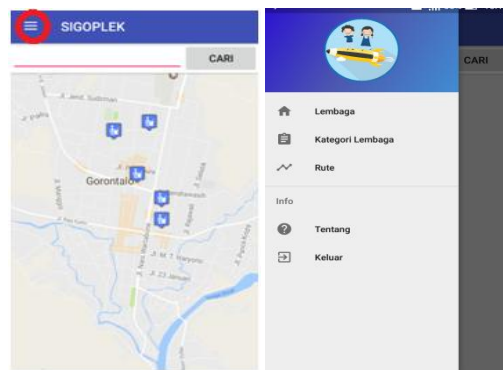 SIGOPLEK
CARI
Jl. Jend. Sudirman
Gorontalo
Jl. M. T. Haryono
Jl. 23 Januari
CARI
Lembaga
Kategori Lembaga
Rute
Info
Tentang
Keluar